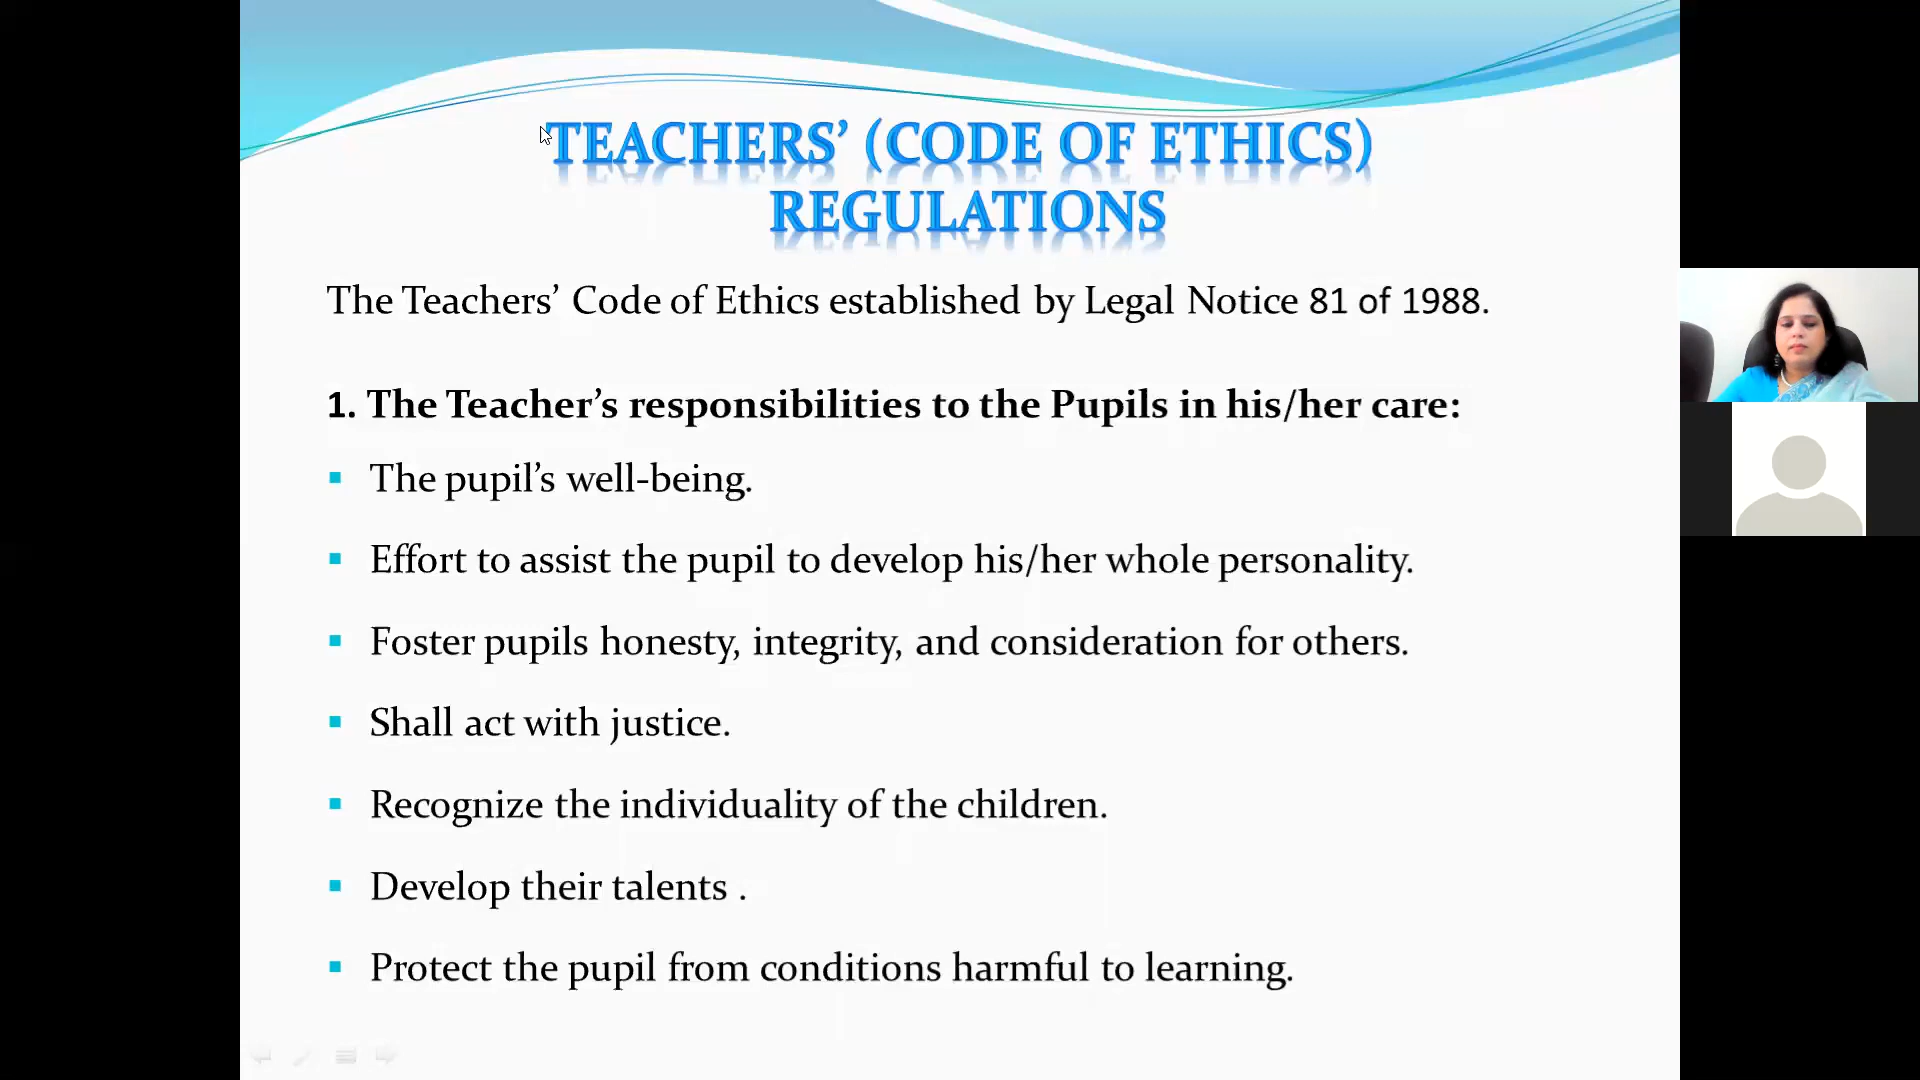 TEACHERS’ (CODE OF ETHICS)
REGULATIONS
The Teachers’ Code of Ethics established by Legal Notice 81 of 1988.
1. The Teacher’s responsibilities to the Pupils in his/her care:
▪ The pupil’s well-being.
▪ Effort to assist the pupil to develop his/her whole personality.
▪ Foster pupils honesty, integrity, and consideration for others.
▪ Shall act with justice.
▪ Recognize the individuality of the children.
▪ Develop their talents .
▪ Protect the pupil from conditions harmful to learning.